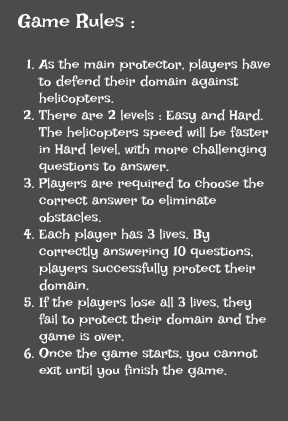 Game Rules :
1. As the main protector, players have
to defend their domain against
helicopters.
2. There are 2 levels : Easy and Hard.
The helicopters speed will be faster
in Hard level, with more challenging
questions to answer.
3. Players are required to choose the
correct answer to eliminate
obstacles.
4. Each player has 3 lives. By
correctly answering 10 questions,
players successfully protect their
domain.
5. If the players lose all 3 lives, they
fail to protect their domain and the
game is over.
6. Once the game starts, you cannot
exit until you finish the game.